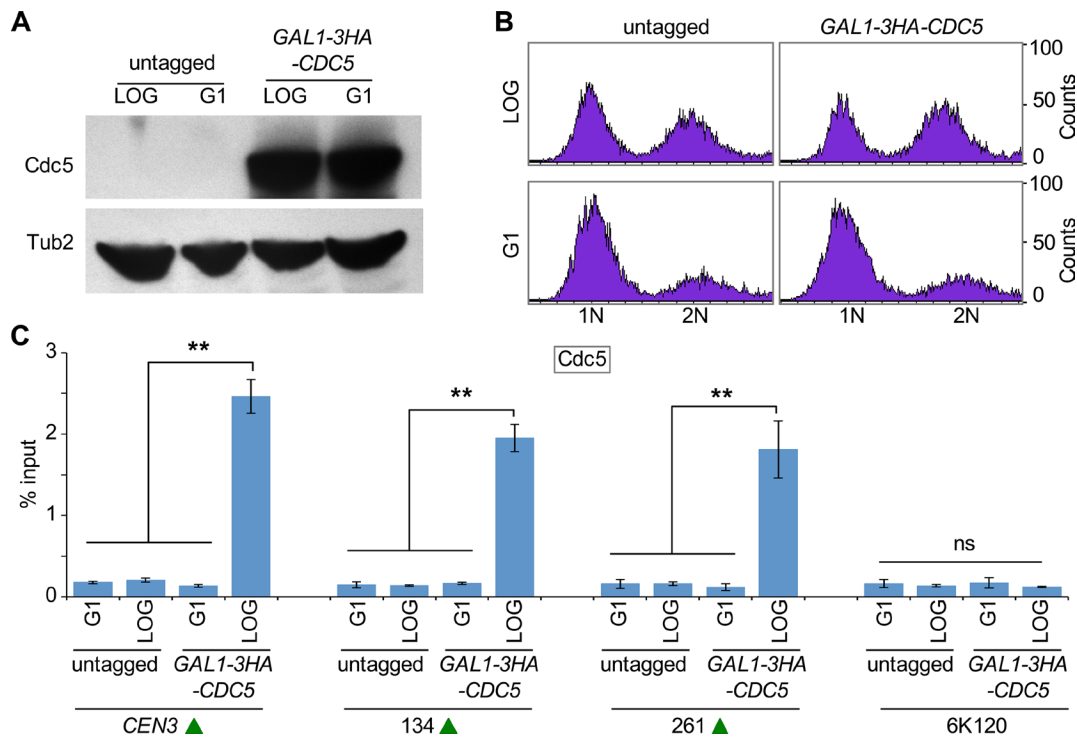 A
untagged
GAL1-3HA
-CDC5
LOG G1 LOG G1
Cdc5
Tub2
B
untagged
GAL1-3HA-CDC5
LOG
100
50
0
Counts
G1
100
50
0
Counts
1N 2N 1N 2N
C
Cdc5
% input
3
2
1
0
** ** ** ns
G1 LOG G1 LOG G1 LOG G1 LOG G1 LOG G1 LOG G1 LOG G1 LOG
untagged GAL1-3HA untagged GAL1-3HA untagged GAL1-3HA untagged GAL1-3HA
-CDC5 -CDC5 -CDC5 -CDC5
CEN3 134 261 6K120